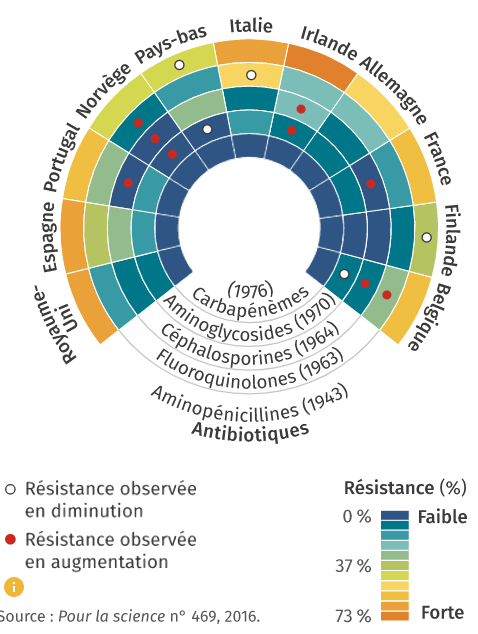 Italie
Pays-bas
Irlande
Norvège
Allemagne
Portugal
France
Espagne
Finlande
Royaume-
Uni
Belgique
(1976)
Carbapénèmes
Aminoglycosides (1970)
Céphalosporines (1964)
Fluoroquinolones (1963)
Aminopénicillines (1943)
Antibiotiques
Résistance observée
en diminution
Résistance observée
en augmentation
i
Source : Pour la science n° 469, 2016.
Résistance (%)
0 % Faible
37 %
73 % Forte